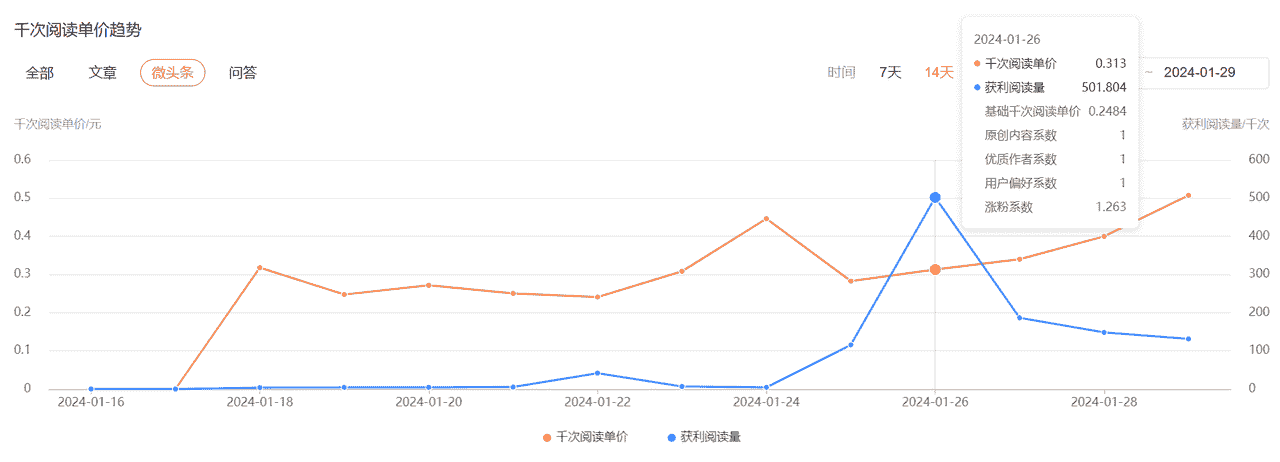 千次阅读单价趋势
全部 文章 微头条 问答
时间 7天 14天 ~ 2024-01-29
2024-01-26
千次阅读单价 0.313
获利阅读量 501.804
基础千次阅读单价 0.2484
原创内容系数 1
优质作者系数 1
用户偏好系数 1
涨粉系数 1.263
千次阅读单价/元 获利阅读量/千次
0.6 600
0.5 500
0.4 400
0.3 300
0.2 200
0.1 100
0 0
2024-01-16 2024-01-18 2024-01-20 2024-01-22 2024-01-24 2024-01-26 2024-01-28
千次阅读单价 获利阅读量